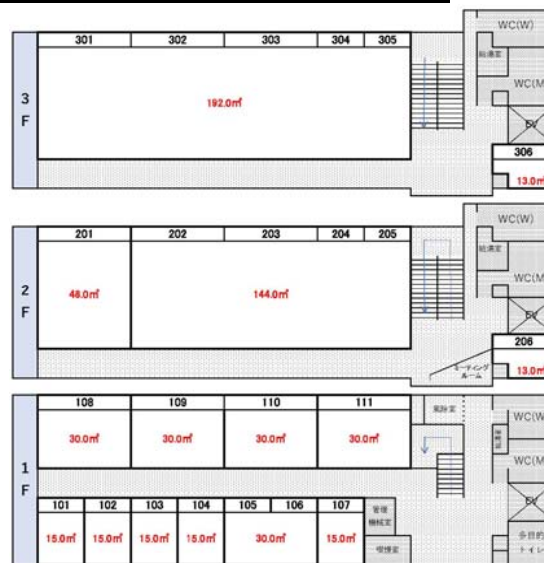 WC(W)
301 302 303 304 305
給湯室
WC(M
3
F
192.0㎡
EV
306
13.0㎡
WC(W)
201 202 203 204 205
給湯室
WC(M
2
F
48.0㎡ 144.0㎡
EV
206
ミーティング
ルーム
13.0㎡
108 109 110 111
風除室
WC(W
30.0㎡ 30.0㎡ 30.0㎡ 30.0㎡
給湯室
WC(M
1
F
EV
101 102 103 104 105 106 107
管理
機械室
15.0㎡ 15.0㎡ 15.0㎡ 15.0㎡ 30.0㎡ 15.0㎡
多目的
トイレ
喫煙室